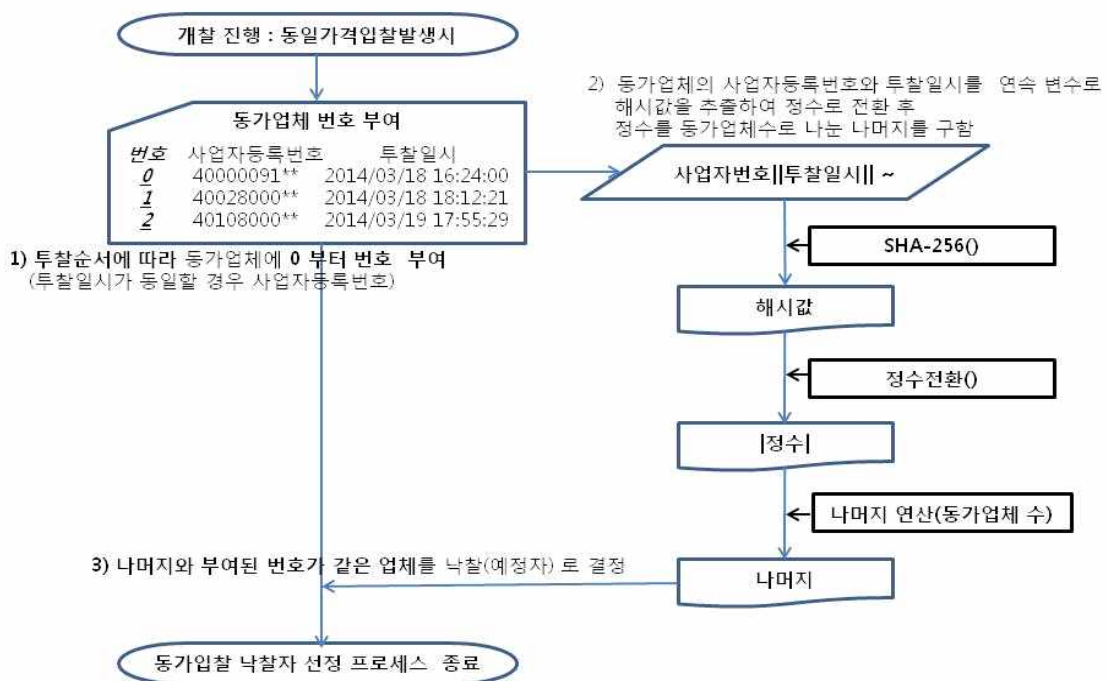 개찰 진행 : 동일가격입찰발생시
동가업체 번호 부여
번호 사업자등록번호 투찰일시
0 40000091** 2014/03/18 16:24:00
1 40028000** 2014/03/18 18:12:21
2 40108000** 2014/03/19 17:55:29
1) 투찰순서에 따라 동가업체에 0 부터 번호 부여
(투찰일시가 동일할 경우 사업자등록번호)
2) 동가업체의 사업자등록번호와 투찰일시를 연속 변수로
해시값을 추출하여 정수로 전환 후
정수를 동가업체수로 나눈 나머지를 구함
사업자번호||투찰일시|| ~
SHA-256()
해시값
정수전환()
|정수|
나머지 연산(동가업체 수)
나머지
3) 나머지와 부여된 번호가 같은 업체를 낙찰(예정자) 로 결정
동가입찰 낙찰자 선정 프로세스 종료